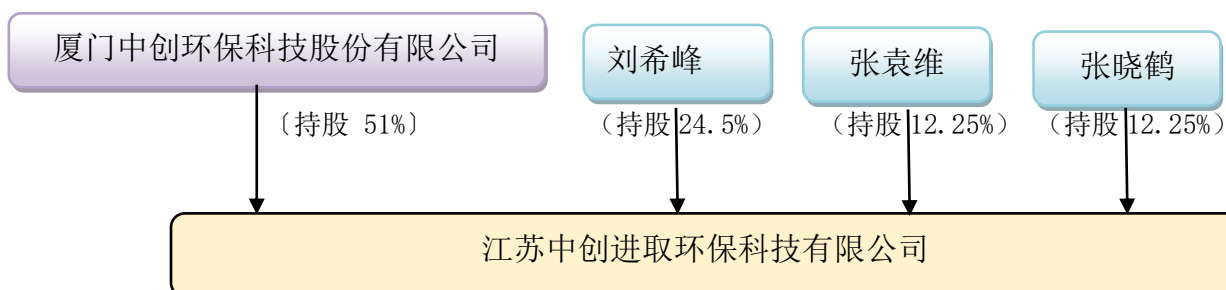 厦门中创环保科技股份有限公司
刘希峰
张袁维
张晓鹤
〔持股 51%〕
（持股 24.5%）
（持股 12.25%）
（持股 12.25%）
江苏中创进取环保科技有限公司